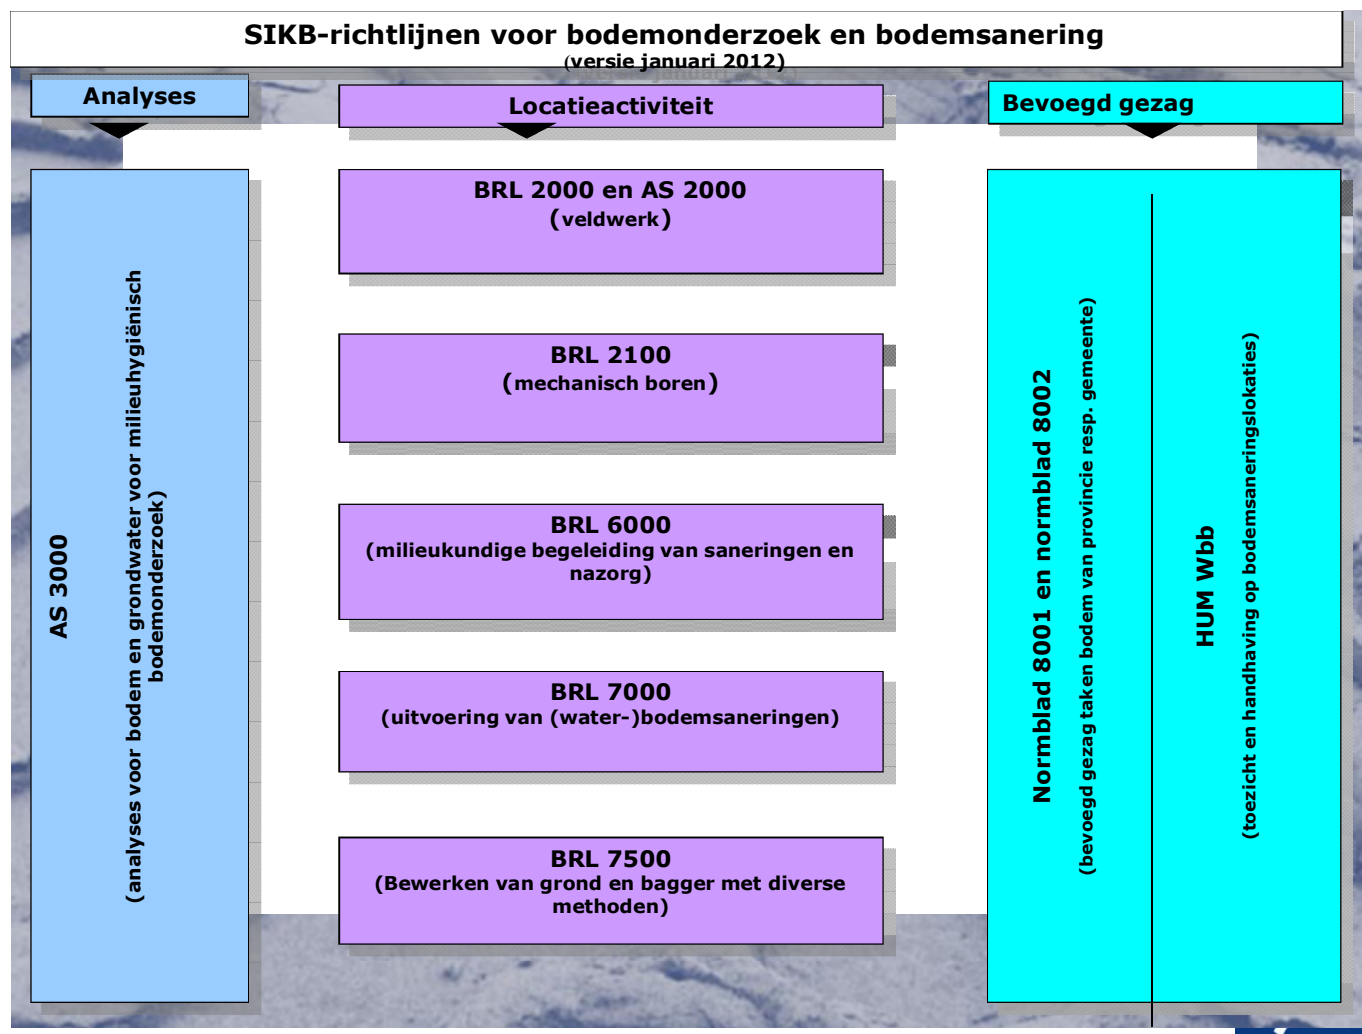 SIKB-richtlijnen voor bodemonderzoek en bodemsanering
(versie januari 2012)
Analyses
Locatieactiviteit
Bevoegd gezag
AS 3000
(analyses voor bodem en grondwater voor milieuhygiënisch
bodemonderzoek)
BRL 2000 en AS 2000
(veldwerk)
BRL 2100
(mechanisch boren)
BRL 6000
(milieukundige begeleiding van saneringen en
nazorg)
BRL 7000
(uitvoering van (water-)bodemsaneringen)
BRL 7500
(Bewerken van grond en bagger met diverse
methoden)
Normblad 8001 en normblad 8002
(bevoegd gezag taken bodem van provincie resp. gemeente)
HUM Wbb
(toezicht en handhaving op bodemsaneringslokaties)